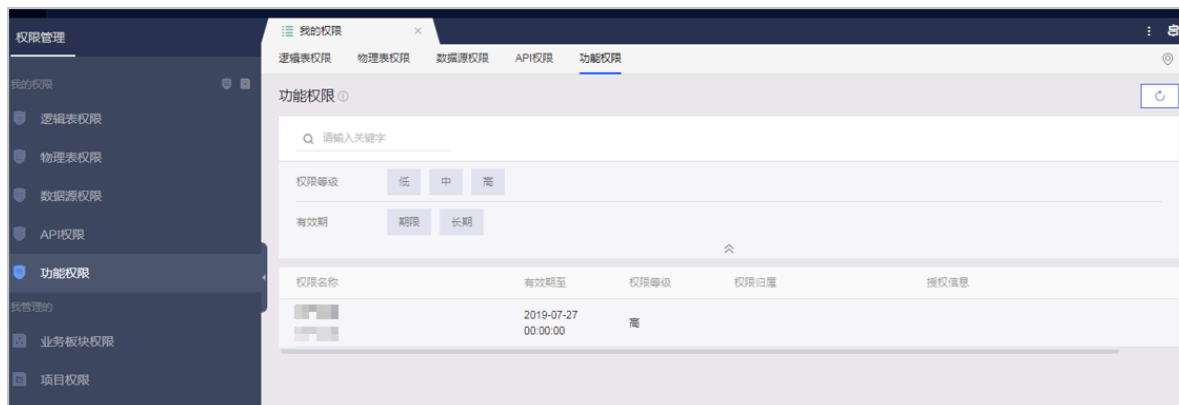 权限管理
我的权限
逻辑表权限
物理表权限
数据源权限
API权限
功能权限
我管理的
业务板块权限
项目权限
我的权限
逻辑表权限 物理表权限 数据源权限 API权限 功能权限
功能权限
请输入关键字
权限等级 低 中 高
有效期 期限 长期
权限名称 有效期至 权限等级 权限归属 授权信息
2019-07-27
00:00:00
高